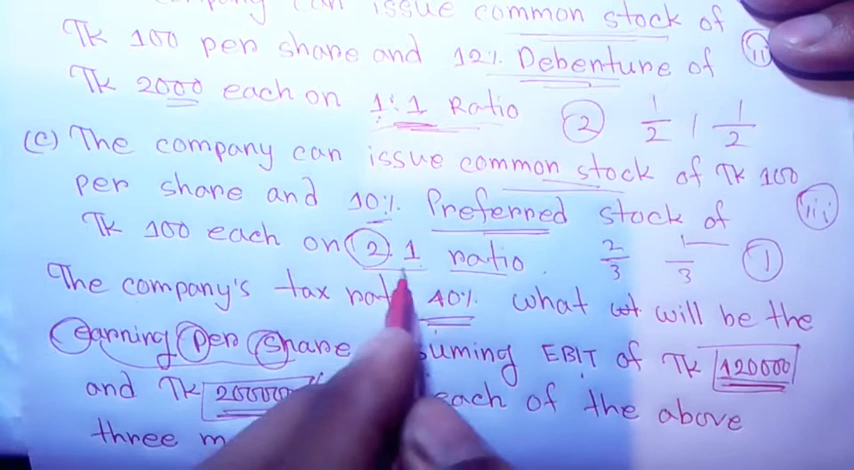 company can issue common stock of
Tk 100 per share and 12% Debenture of (ii)
Tk 2000 each on 1:1 Ratio (2) 1/2 | 1/2
(c) The company can issue common stock of Tk 100
per share and 10% Preferred stock of (iii)
Tk 100 each on 2:1 ratio. 2/3 1/3 (1)
The company's tax 40% what will be the
Earning Per Share EBIT of Tk 120000
and Tk 200000 each of the above
three